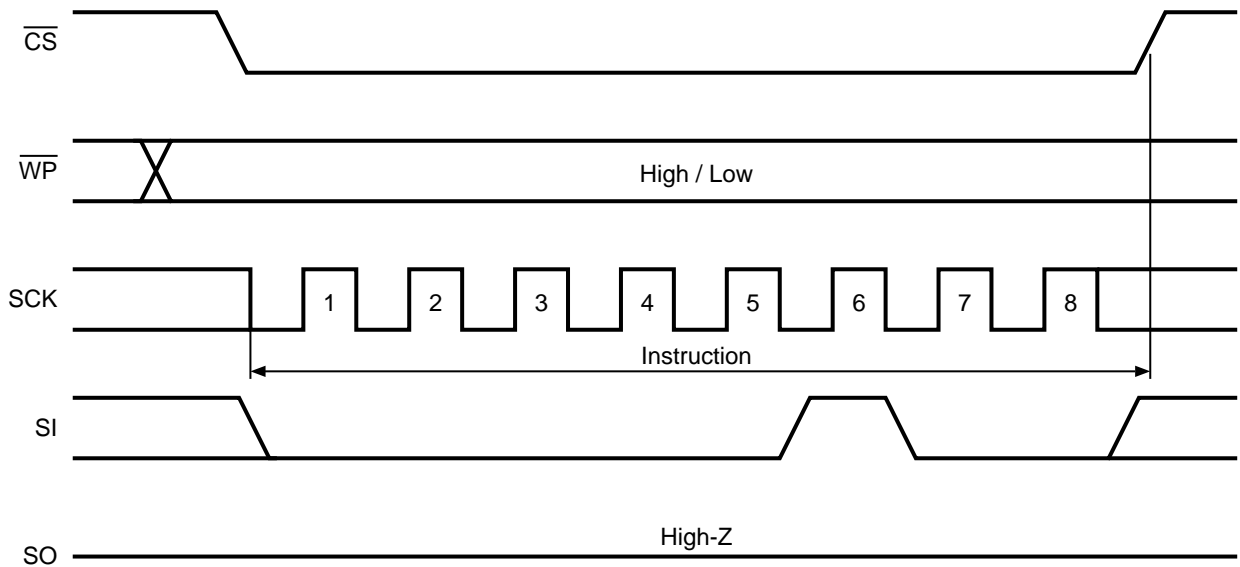 CS
WP
High / Low
SCK
1 2 3 4 5 6 7 8
Instruction
SI
High-Z
SO